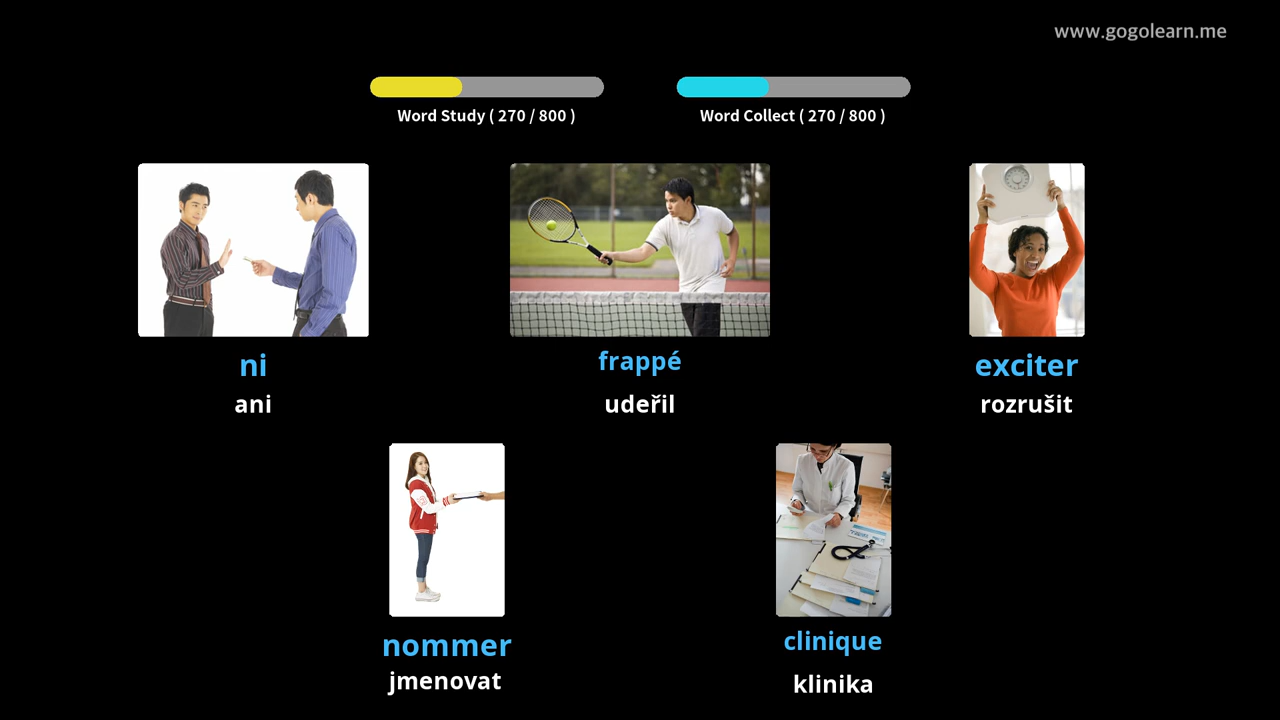 www.gogolearn.me
Word Study ( 270 / 800 )
Word Collect ( 270 / 800 )
ni
ani
frappé
udeřil
exciter
rozrušit
nommer
jmenovat
clinique
klinika